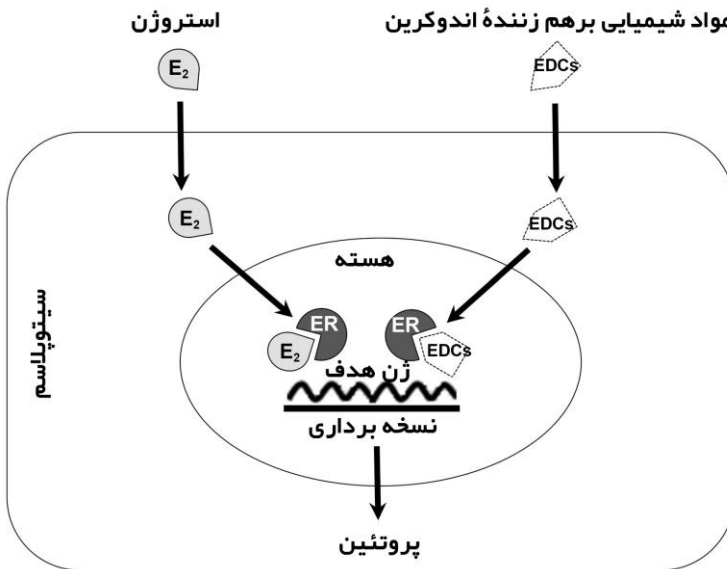 استروژن
مواد شیمیایی برهم زنندهٔ اندوکرین
E2
EDCs
E2
EDCs
سیتوپلاسم
هسته
ER
ER
E2
EDCs
ژن هدف
نسخه برداری
پروتئین